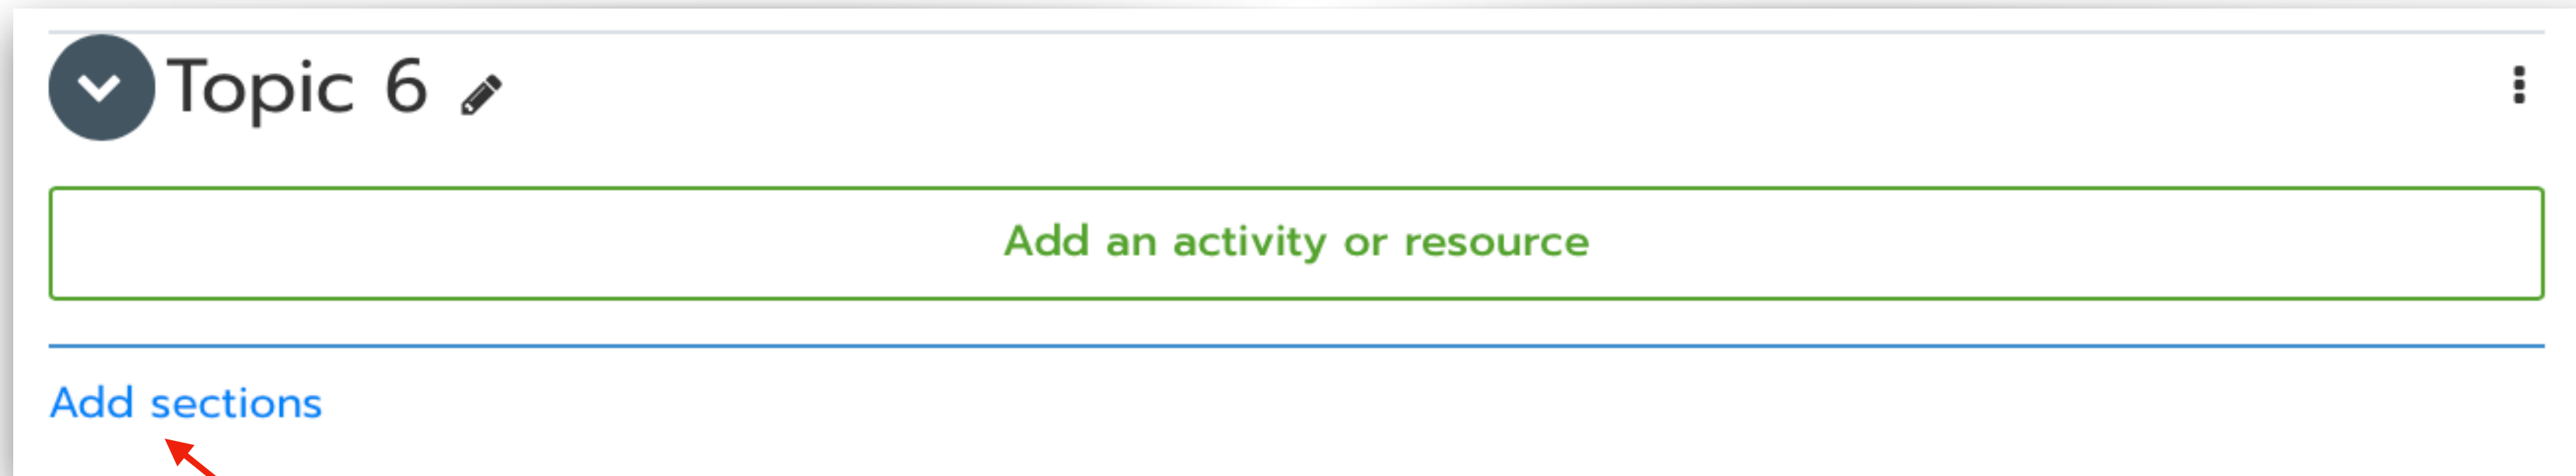 Topic 6
Add an activity or resource
Add sections